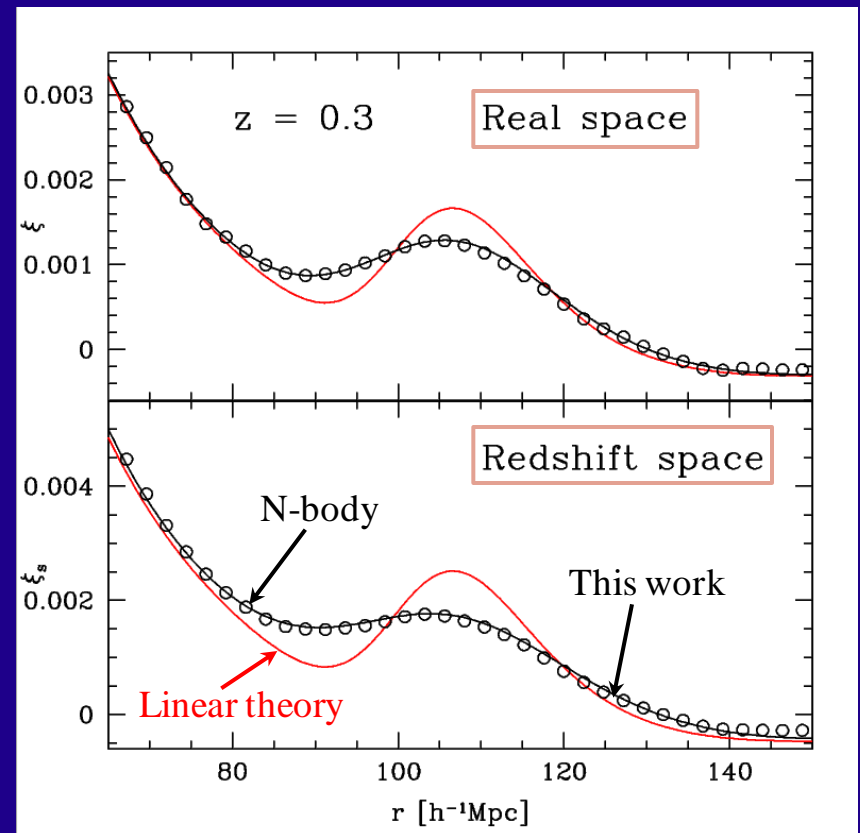 0.003
z = 0.3
Real space
0.002
ξ
0.001
0
Redshift space
0.004
N-body
ξs
This work
0.002
Linear theory
0
80 100 120 140
r [h⁻¹Mpc]